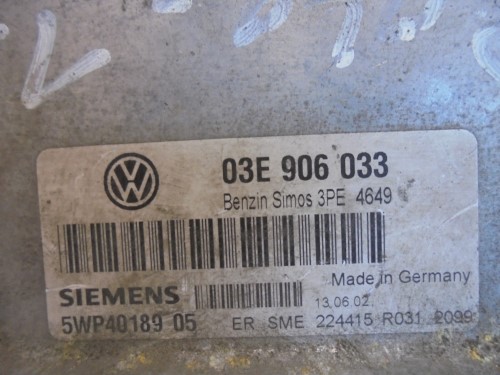 03E 906 033
Benzin Simos 3PE 4649
Made in Germany
SIEMENS
13.06.02.
5WP40189 05 ER SME 224415 R031 2099